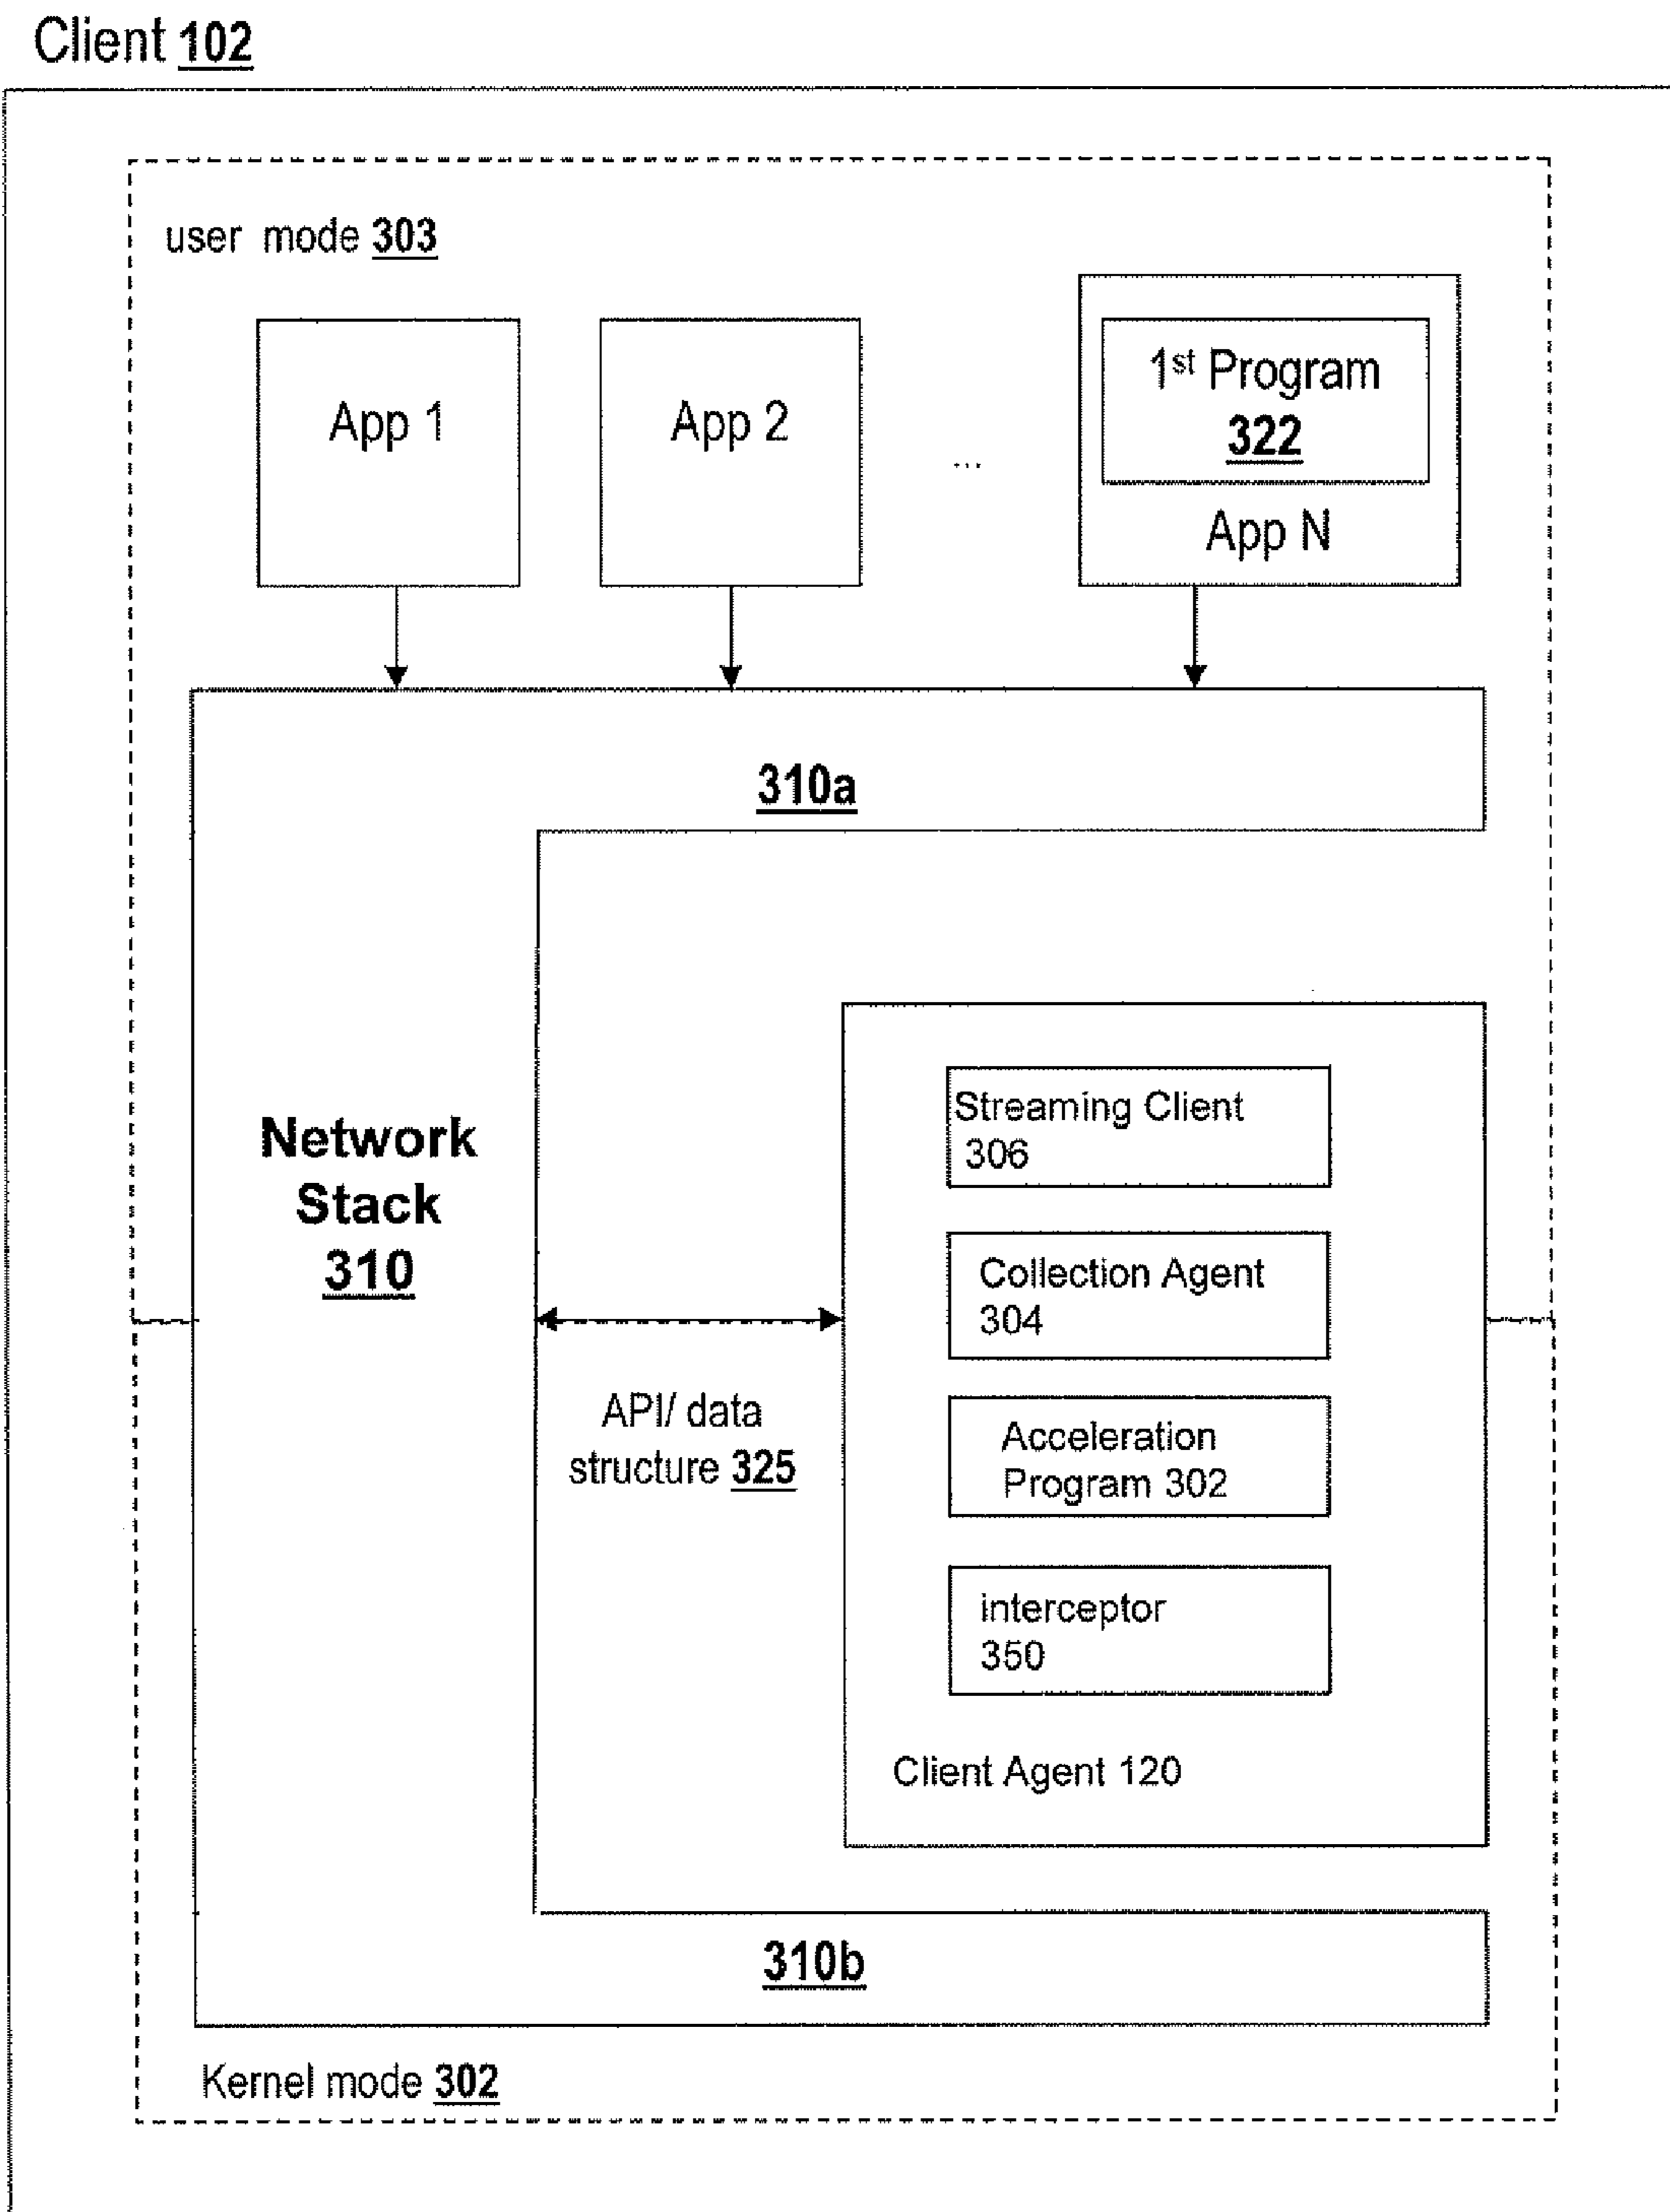 Client 102
user mode 303
App 1
App 2
...
1st Program
322
App N
310a
Network
Stack
310
API/ data
structure 325
Streaming Client
306
Collection Agent
304
Acceleration
Program 302
interceptor
350
Client Agent 120
310b
Kernel mode 302